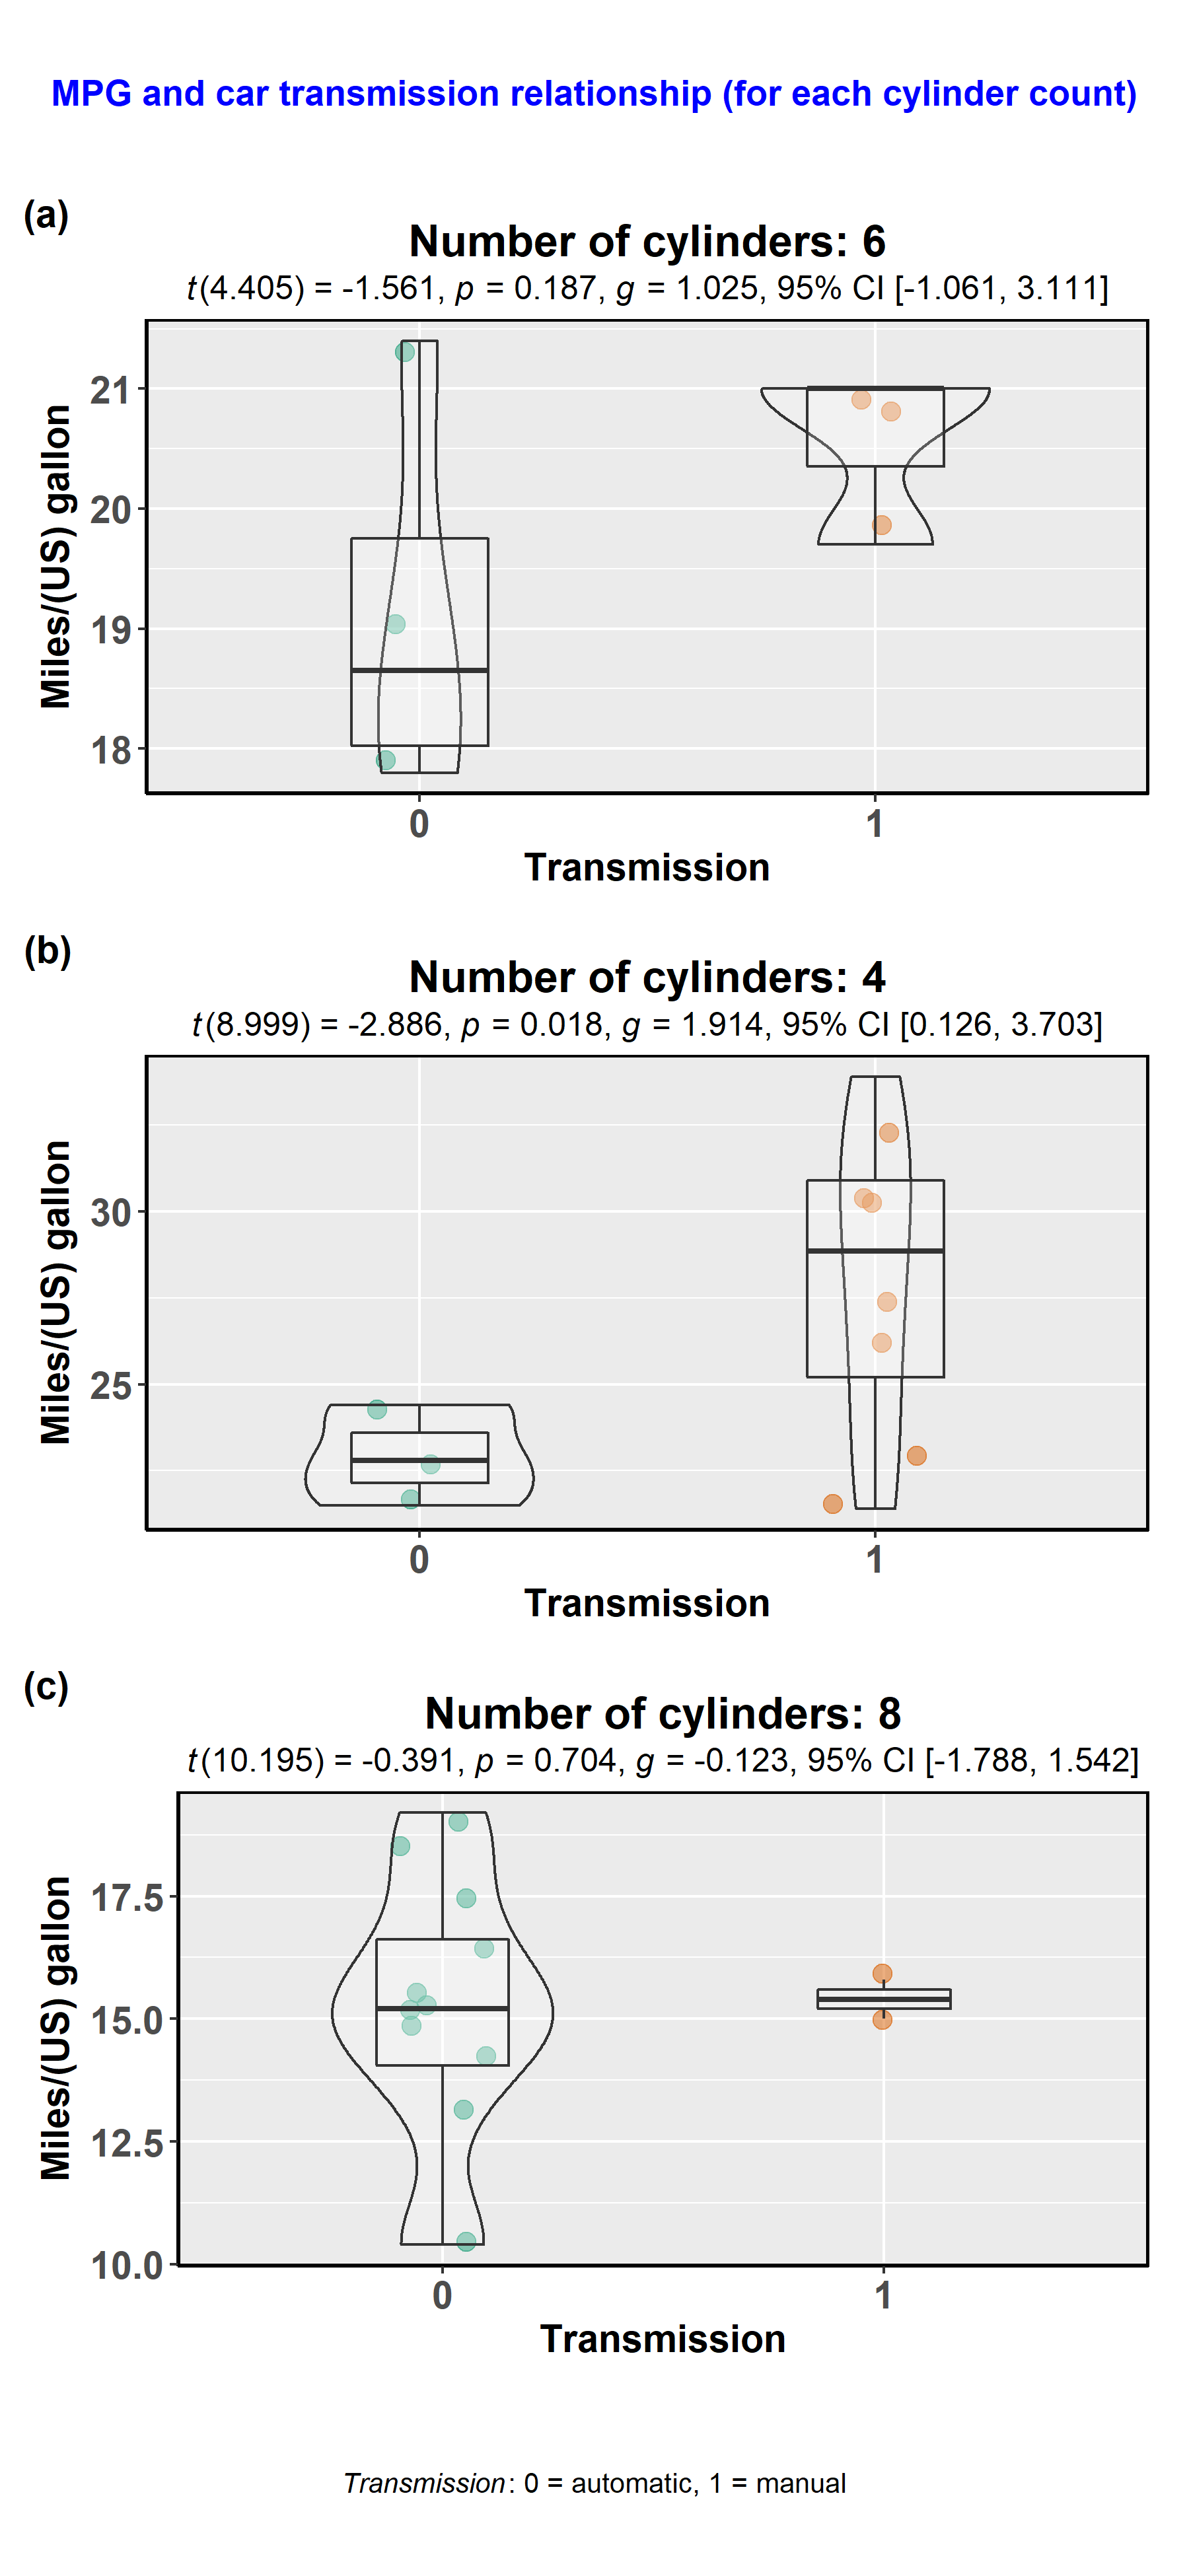 MPG and car transmission relationship (for each cylinder count)
(a)
Number of cylinders: 6
t(4.405) = -1.561, p = 0.187, g = 1.025, 95% CI [-1.061, 3.111]
Miles/(US) gallon
21
20
19
18
0 1
Transmission
(b)
Number of cylinders: 4
t(8.999) = -2.886, p = 0.018, g = 1.914, 95% CI [0.126, 3.703]
Miles/(US) gallon
30
25
0 1
Transmission
(c)
Number of cylinders: 8
t(10.195) = -0.391, p = 0.704, g = -0.123, 95% CI [-1.788, 1.542]
Miles/(US) gallon
17.5
15.0
12.5
10.0
0 1
Transmission
Transmission: 0 = automatic, 1 = manual